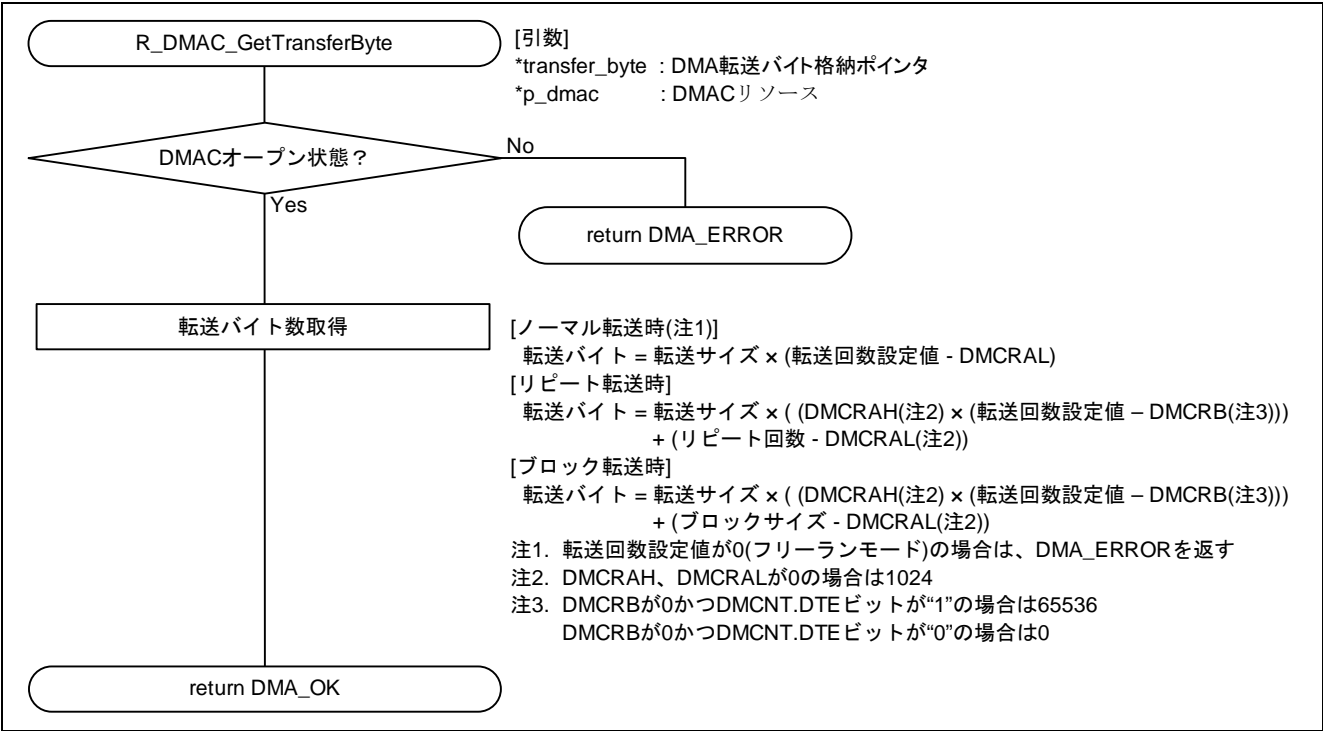 R_DMAC_GetTransferByte
[引数]
*transfer_byte : DMA転送バイト格納ポインタ
*p_dmac : DMACリソース
DMACオープン状態？
No
Yes
return DMA_ERROR
転送バイト数取得
[ノーマル転送時(注1)]
転送バイト = 転送サイズ × (転送回数設定値 - DMCRAL)
[リピート転送時]
転送バイト = 転送サイズ × ( (DMCRAH(注2) × (転送回数設定値 – DMCRB(注3)))
+ (リピート回数 - DMCRAL(注2))
[ブロック転送時]
転送バイト = 転送サイズ × ( (DMCRAH(注2) × (転送回数設定値 – DMCRB(注3)))
+ (ブロックサイズ - DMCRAL(注2))
注1. 転送回数設定値が0(フリーランモード)の場合は、DMA_ERRORを返す
注2. DMCRAH、DMCRALが0の場合は1024
注3. DMCRBが0かつDMCNT.DTEビットが“1”の場合は65536
DMCRBが0かつDMCNT.DTEビットが“0”の場合は0
return DMA_OK